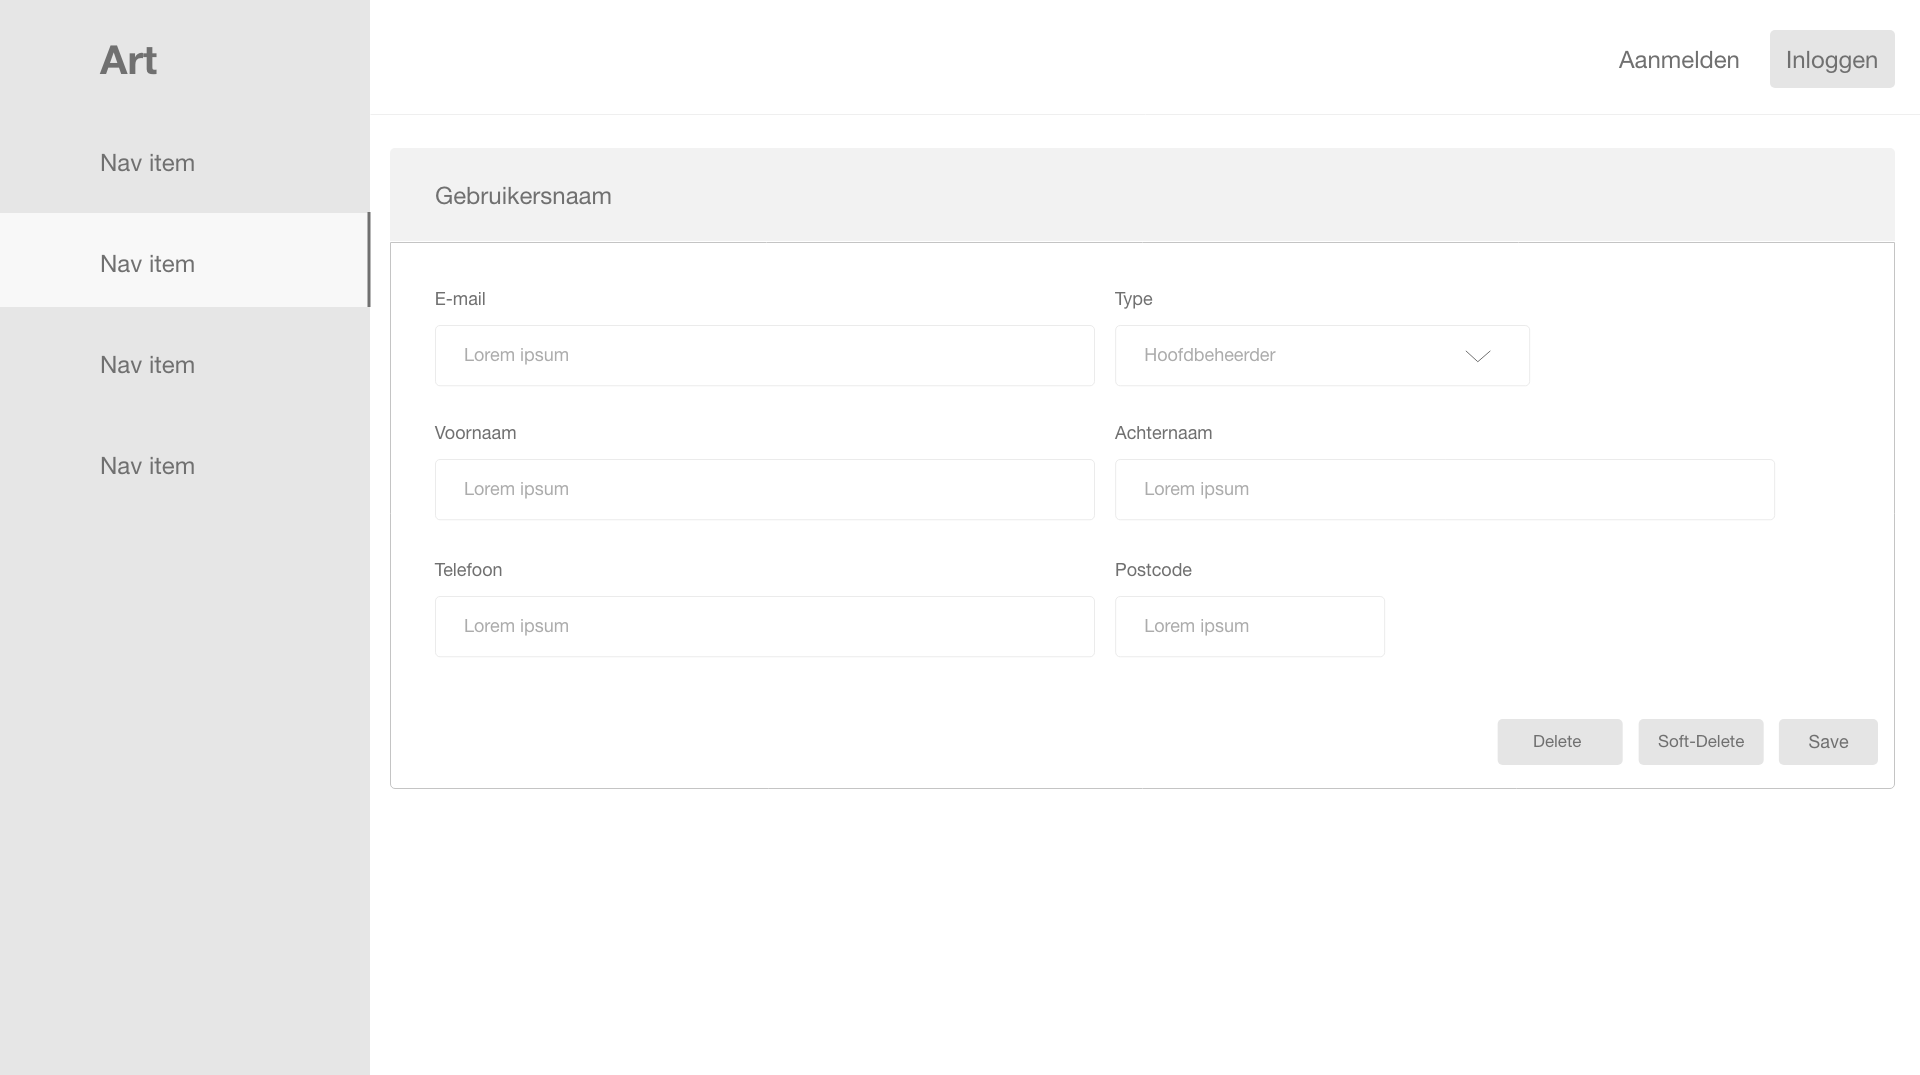 Art
Aanmelden
Inloggen
Nav item
Nav item
Nav item
Nav item
Gebruikersnaam
E-mail
Type
Lorem ipsum
Hoofdbeheerder
Voornaam
Achternaam
Lorem ipsum
Lorem ipsum
Telefoon
Postcode
Lorem ipsum
Lorem ipsum
Delete
Soft-Delete
Save